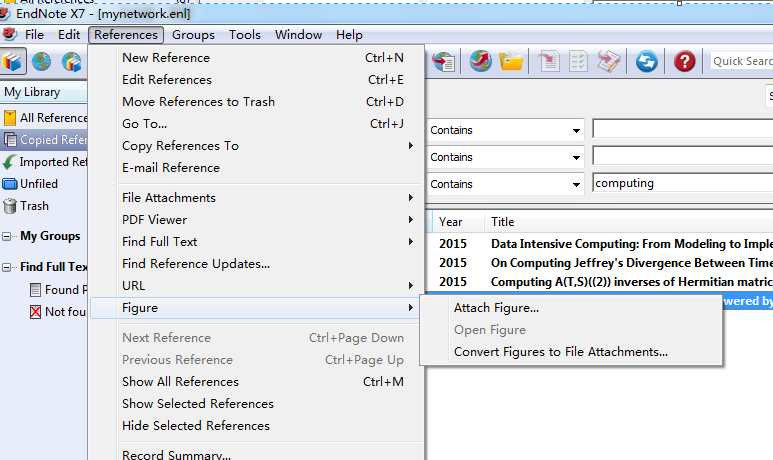 EndNote X7 - [mynetwork.enl]
File Edit References Groups Tools Window Help
Quick Sear
My Library
All Reference
Copied Refer
Imported Ref
Unfiled
Trash
My Groups
Find Full Tex
Found P
Not fou
New Reference Ctrl+N
Edit References Ctrl+E
Move References to Trash Ctrl+D
Go To... Ctrl+J
Copy References To
E-mail Reference
File Attachments
PDF Viewer
Find Full Text
Find Reference Updates...
URL
Figure
Next Reference Ctrl+Page Down
Previous Reference Ctrl+Page Up
Show All References Ctrl+M
Show Selected References
Hide Selected References
Record Summary...
Attach Figure...
Open Figure
Convert Figures to File Attachments...
Contains
Contains
Contains computing
Year Title
2015 Data Intensive Computing: From Modeling to Imple
2015 On Computing Jeffrey's Divergence Between Time
2015 Computing A(T,S)((2)) inverses of Hermitian matric
wered by